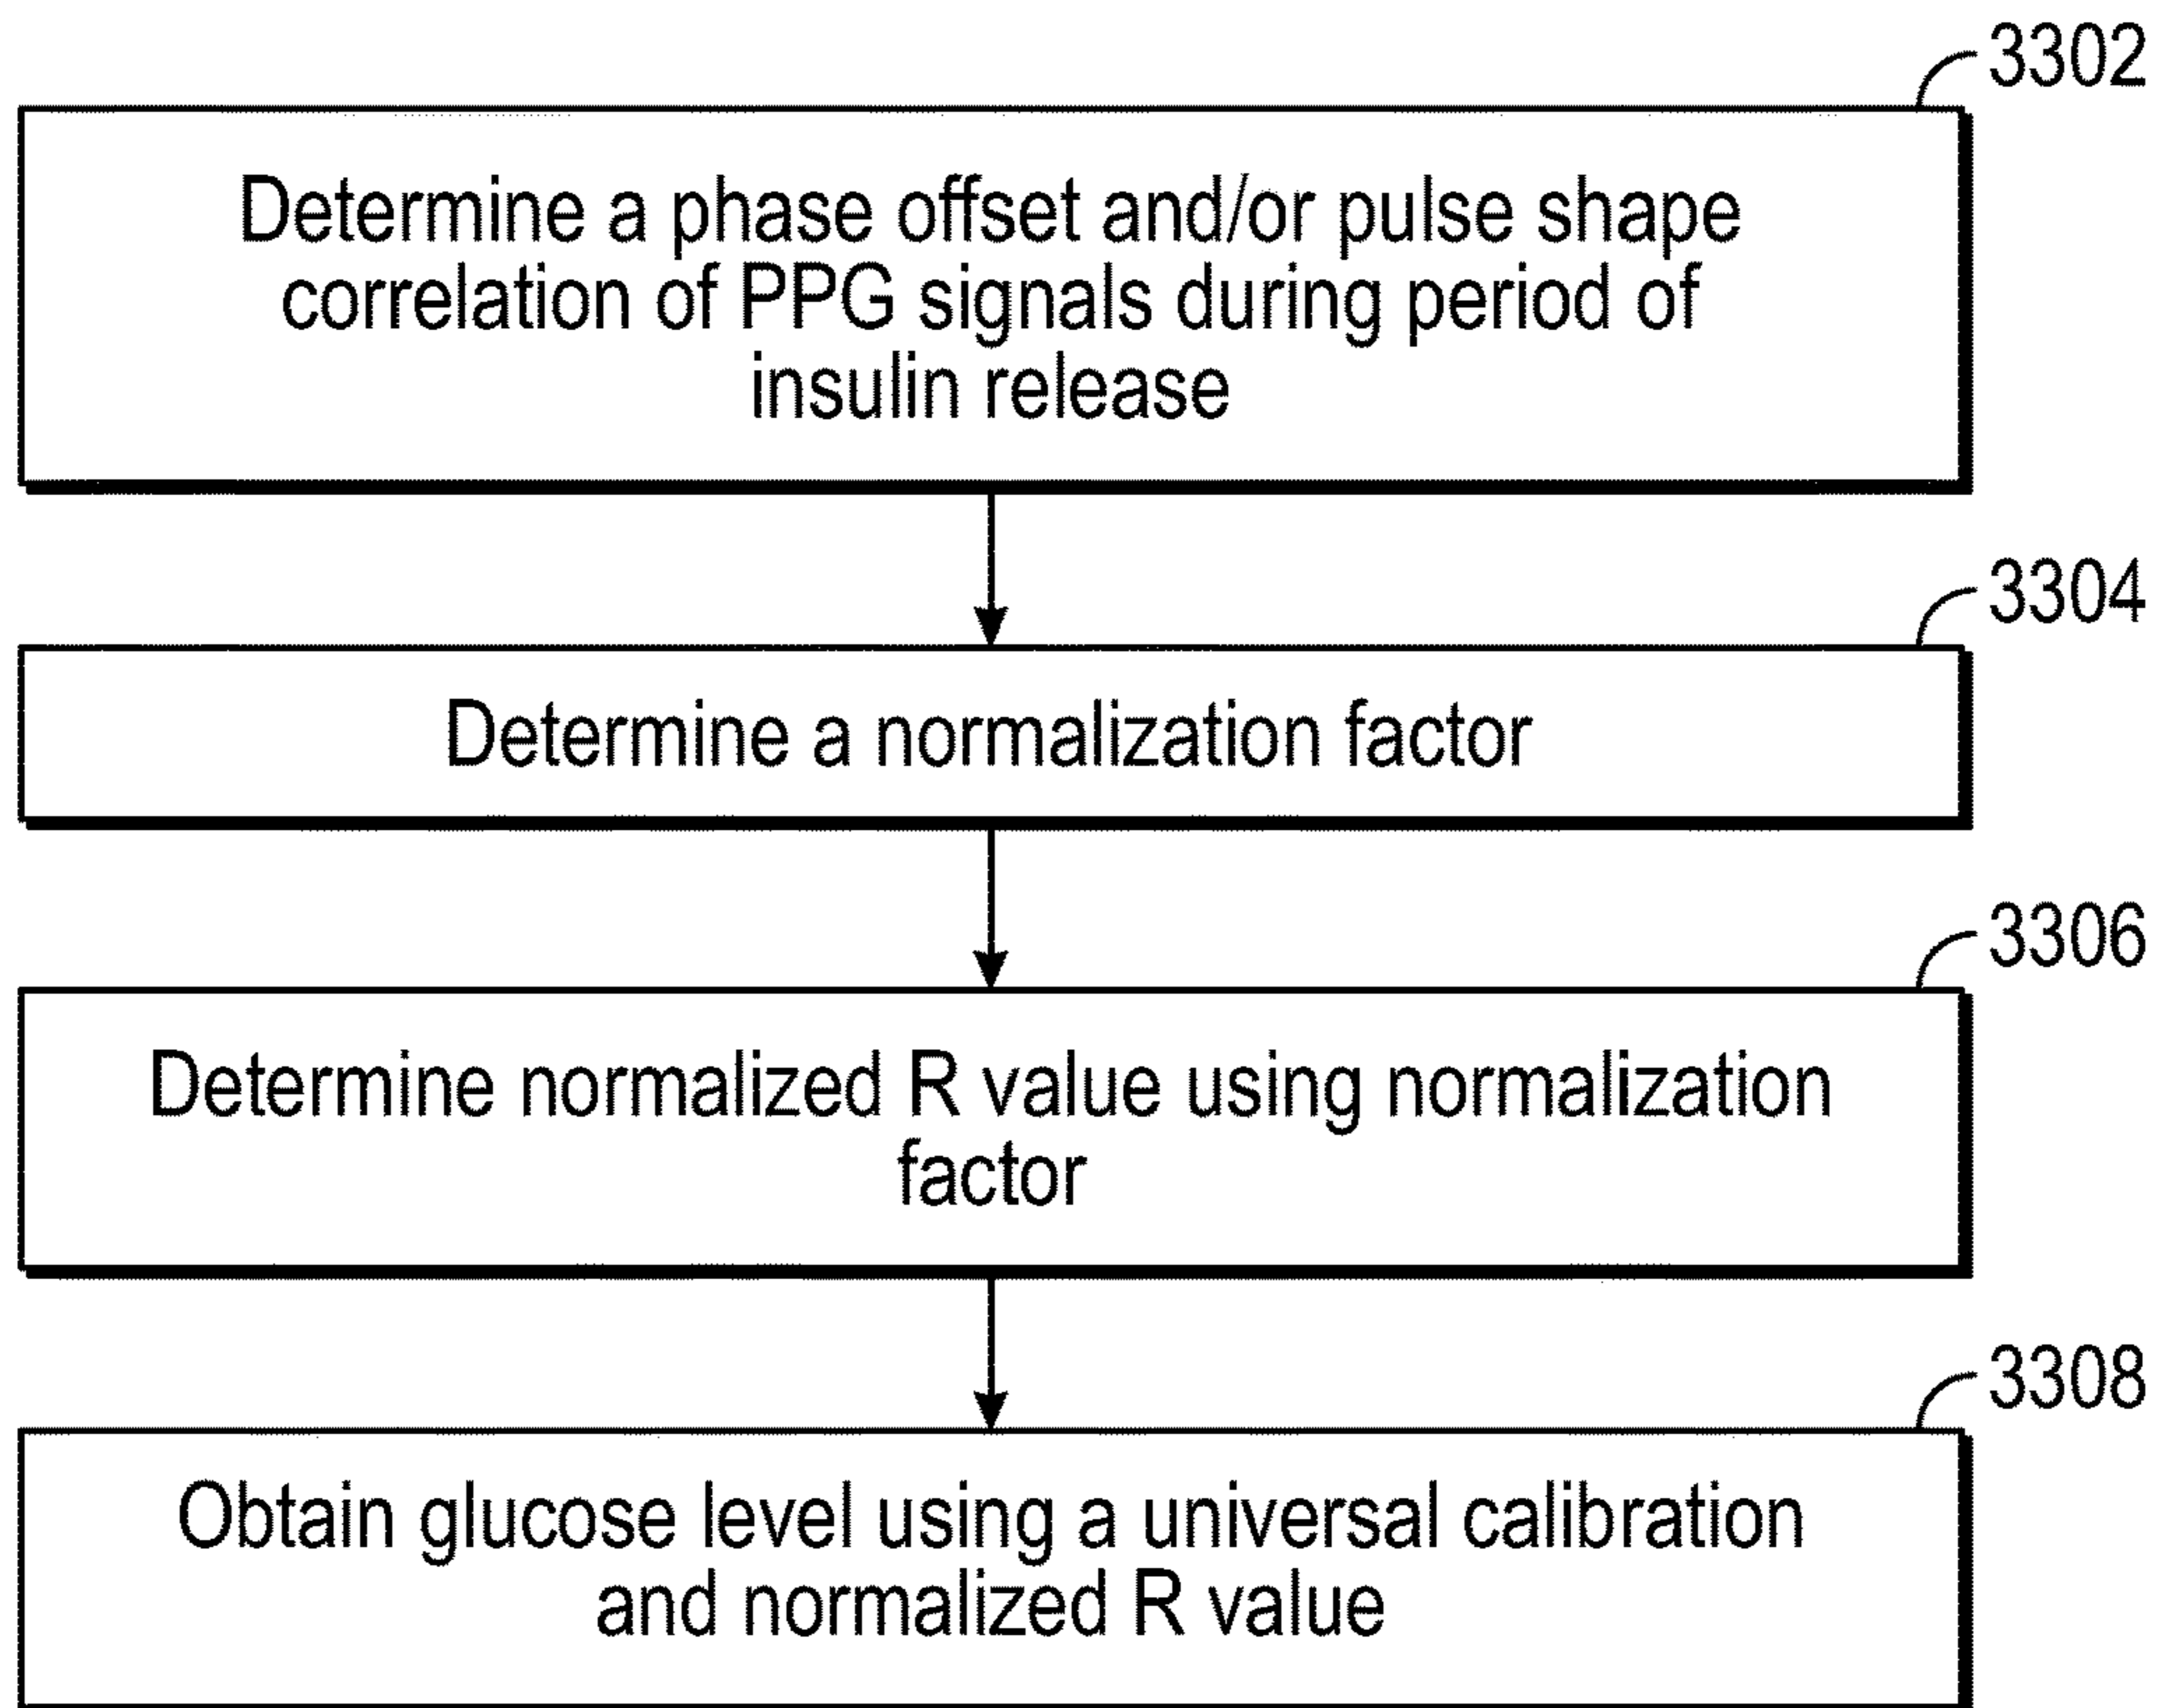 3302
Determine a phase offset and/or pulse shape
correlation of PPG signals during period of
insulin release
3304
Determine a normalization factor
3306
Determine normalized R value using normalization
factor
3308
Obtain glucose level using a universal calibration
and normalized R value